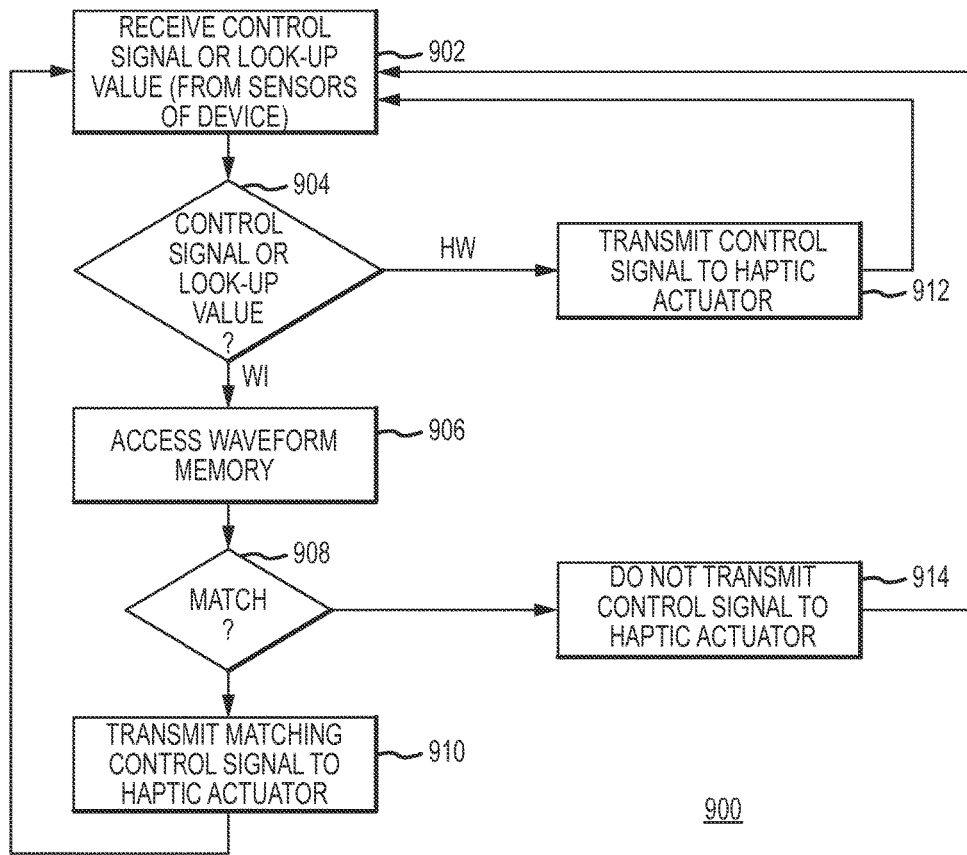 RECEIVE CONTROL
SIGNAL OR LOOK-UP
VALUE (FROM SENSORS
OF DEVICE)
902
904
CONTROL
SIGNAL OR
LOOK-UP
VALUE
?
HW
TRANSMIT CONTROL
SIGNAL TO HAPTIC
ACTUATOR
912
WI
ACCESS WAVEFORM
MEMORY
906
908
MATCH
?
DO NOT TRANSMIT
CONTROL SIGNAL TO
HAPTIC ACTUATOR
914
TRANSMIT MATCHING
CONTROL SIGNAL TO
HAPTIC ACTUATOR
910
900